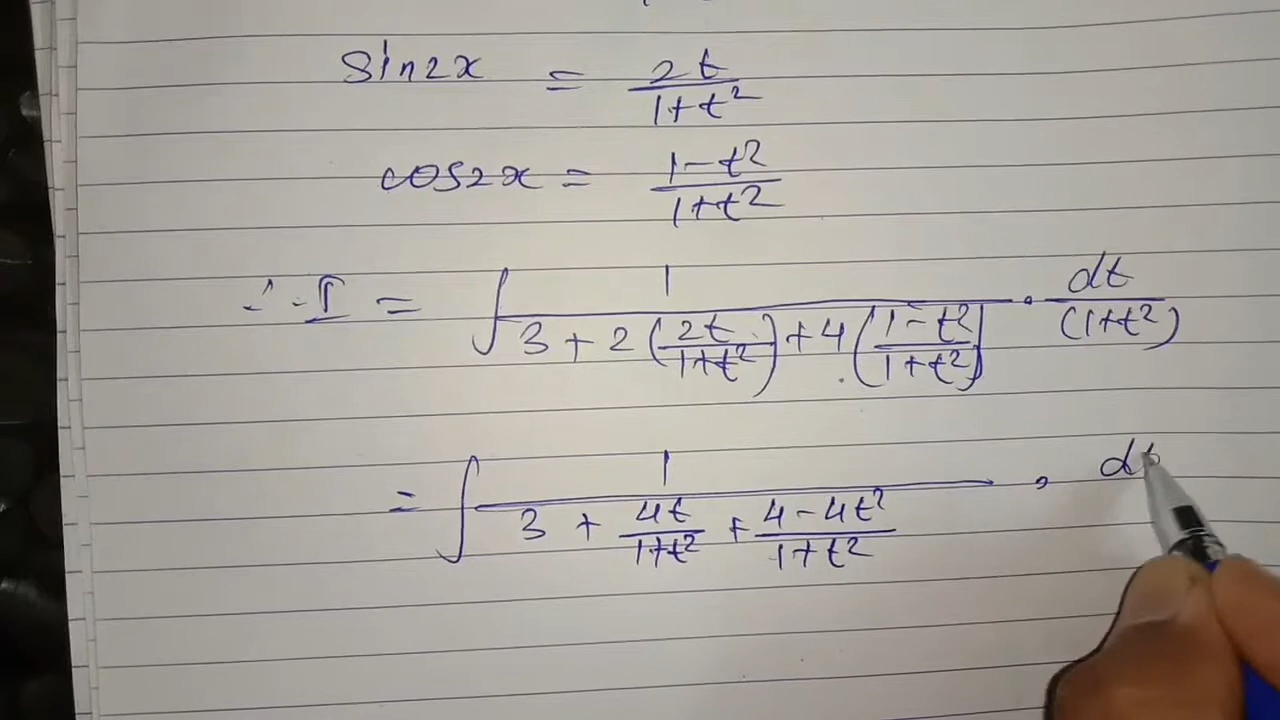 sin2x = 2t/1+t²
cos2x = 1-t²/1+t²
∴ I = ∫ 1/3+2(2t/1+t²)+4(1-t²/1+t²) . dt/(1+t²)
= ∫ 1/3 + 4t/1+t² + 4-4t²/1+t² . dt